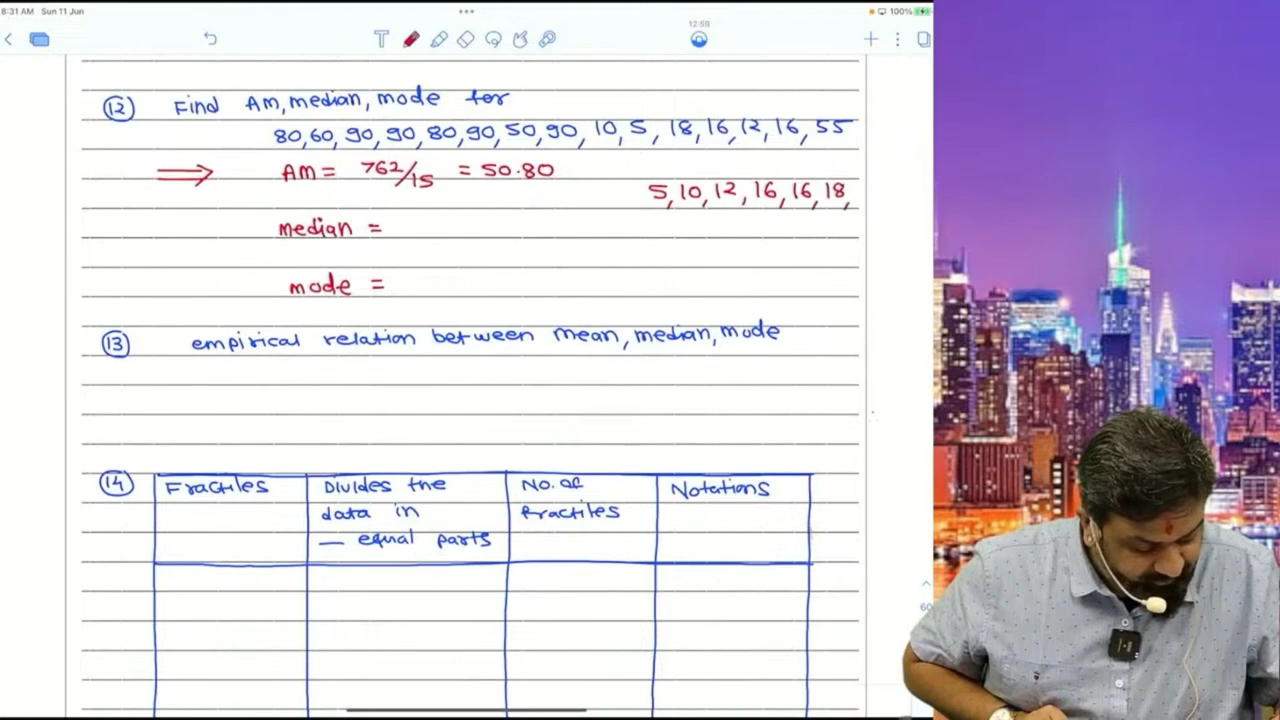 8:31 AM Sun 11 Jun
100%
12:58
12 Find AM, median, mode for
80, 60, 90, 90, 80, 90, 50, 90, 10, 5, 18, 16, 12, 16, 55
⟹ AM = 762/15 = 50.80
5, 10, 12, 16, 16, 18,
median =
mode =
13 empirical relation between mean, median, mode
14 Fractiles
Divides the
data in
— equal parts
No. of
fractiles
Notations